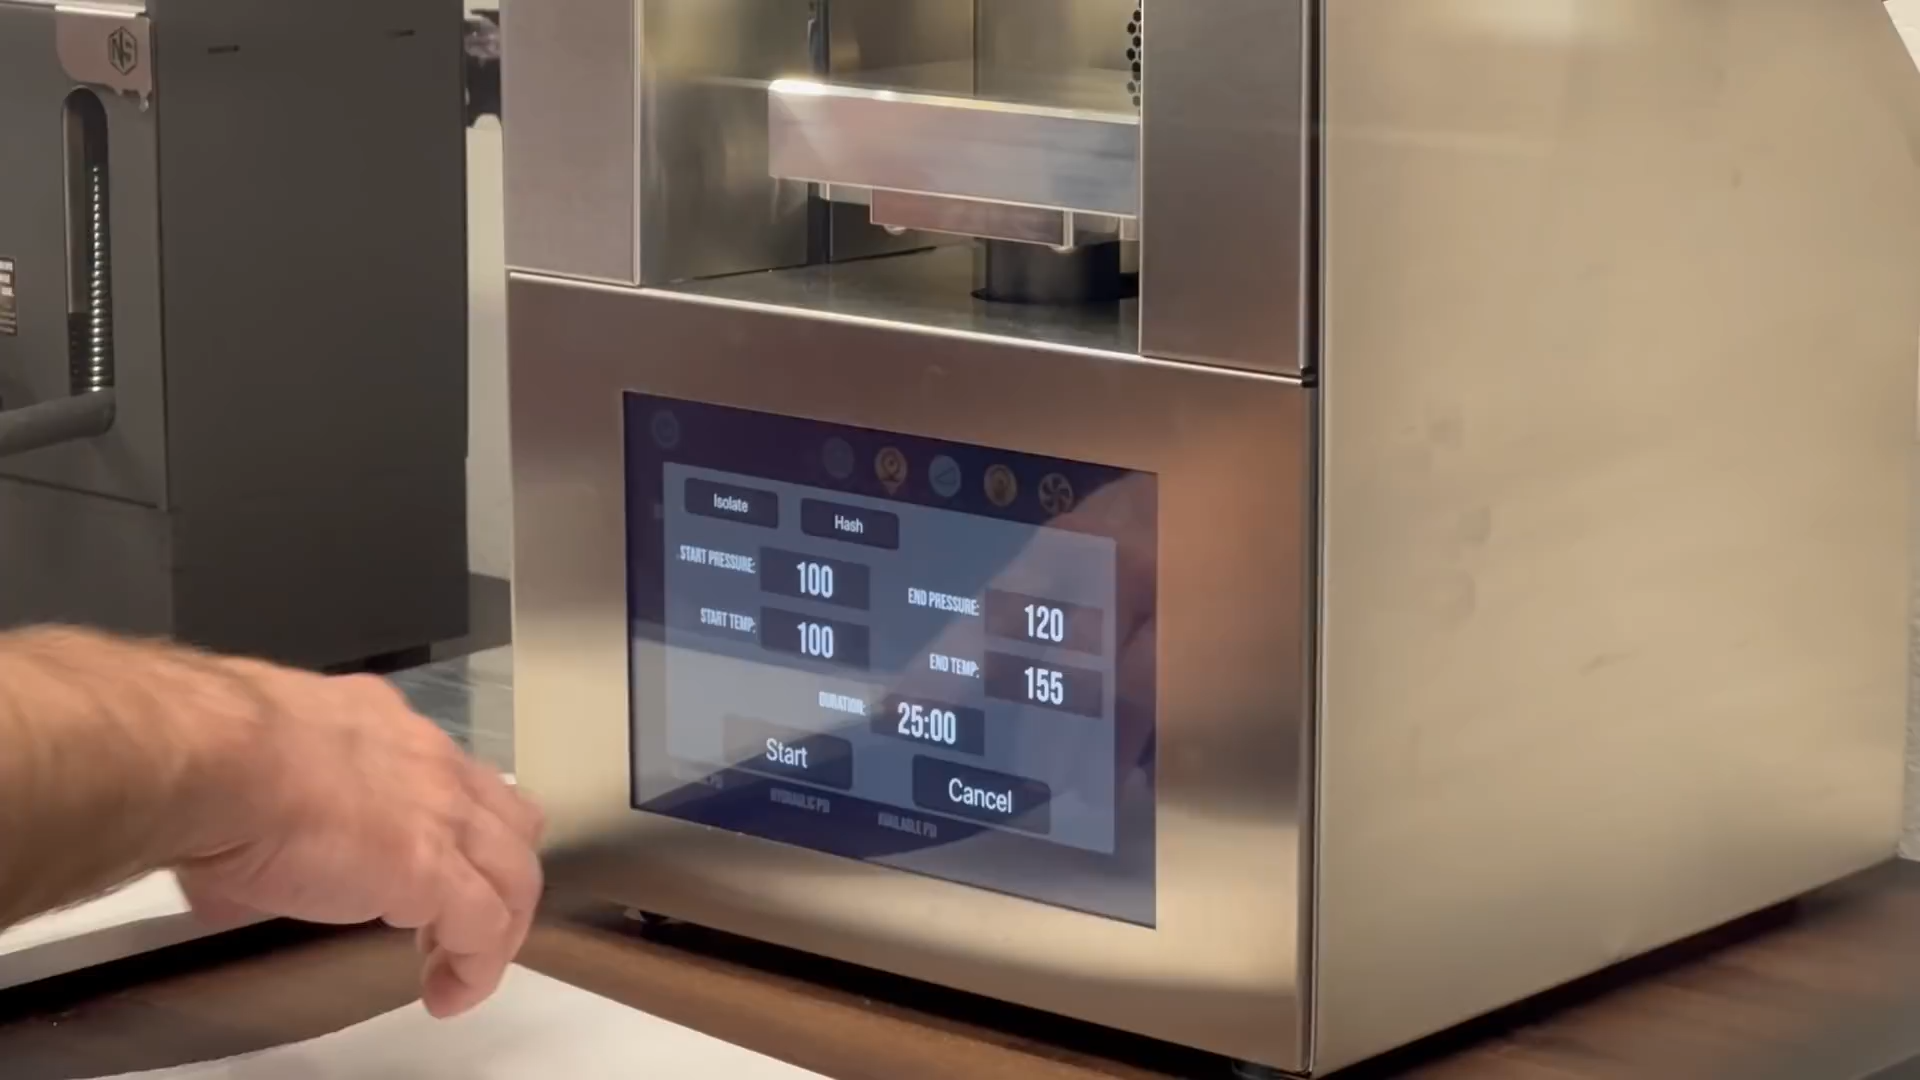 NS
Isolate
Hash
START PRESSURE: 100
END PRESSURE: 120
START TEMP: 100
END TEMP: 155
DURATION: 25:00
Start
Cancel
HYDRAULIC PSI
AVAILABLE PSI